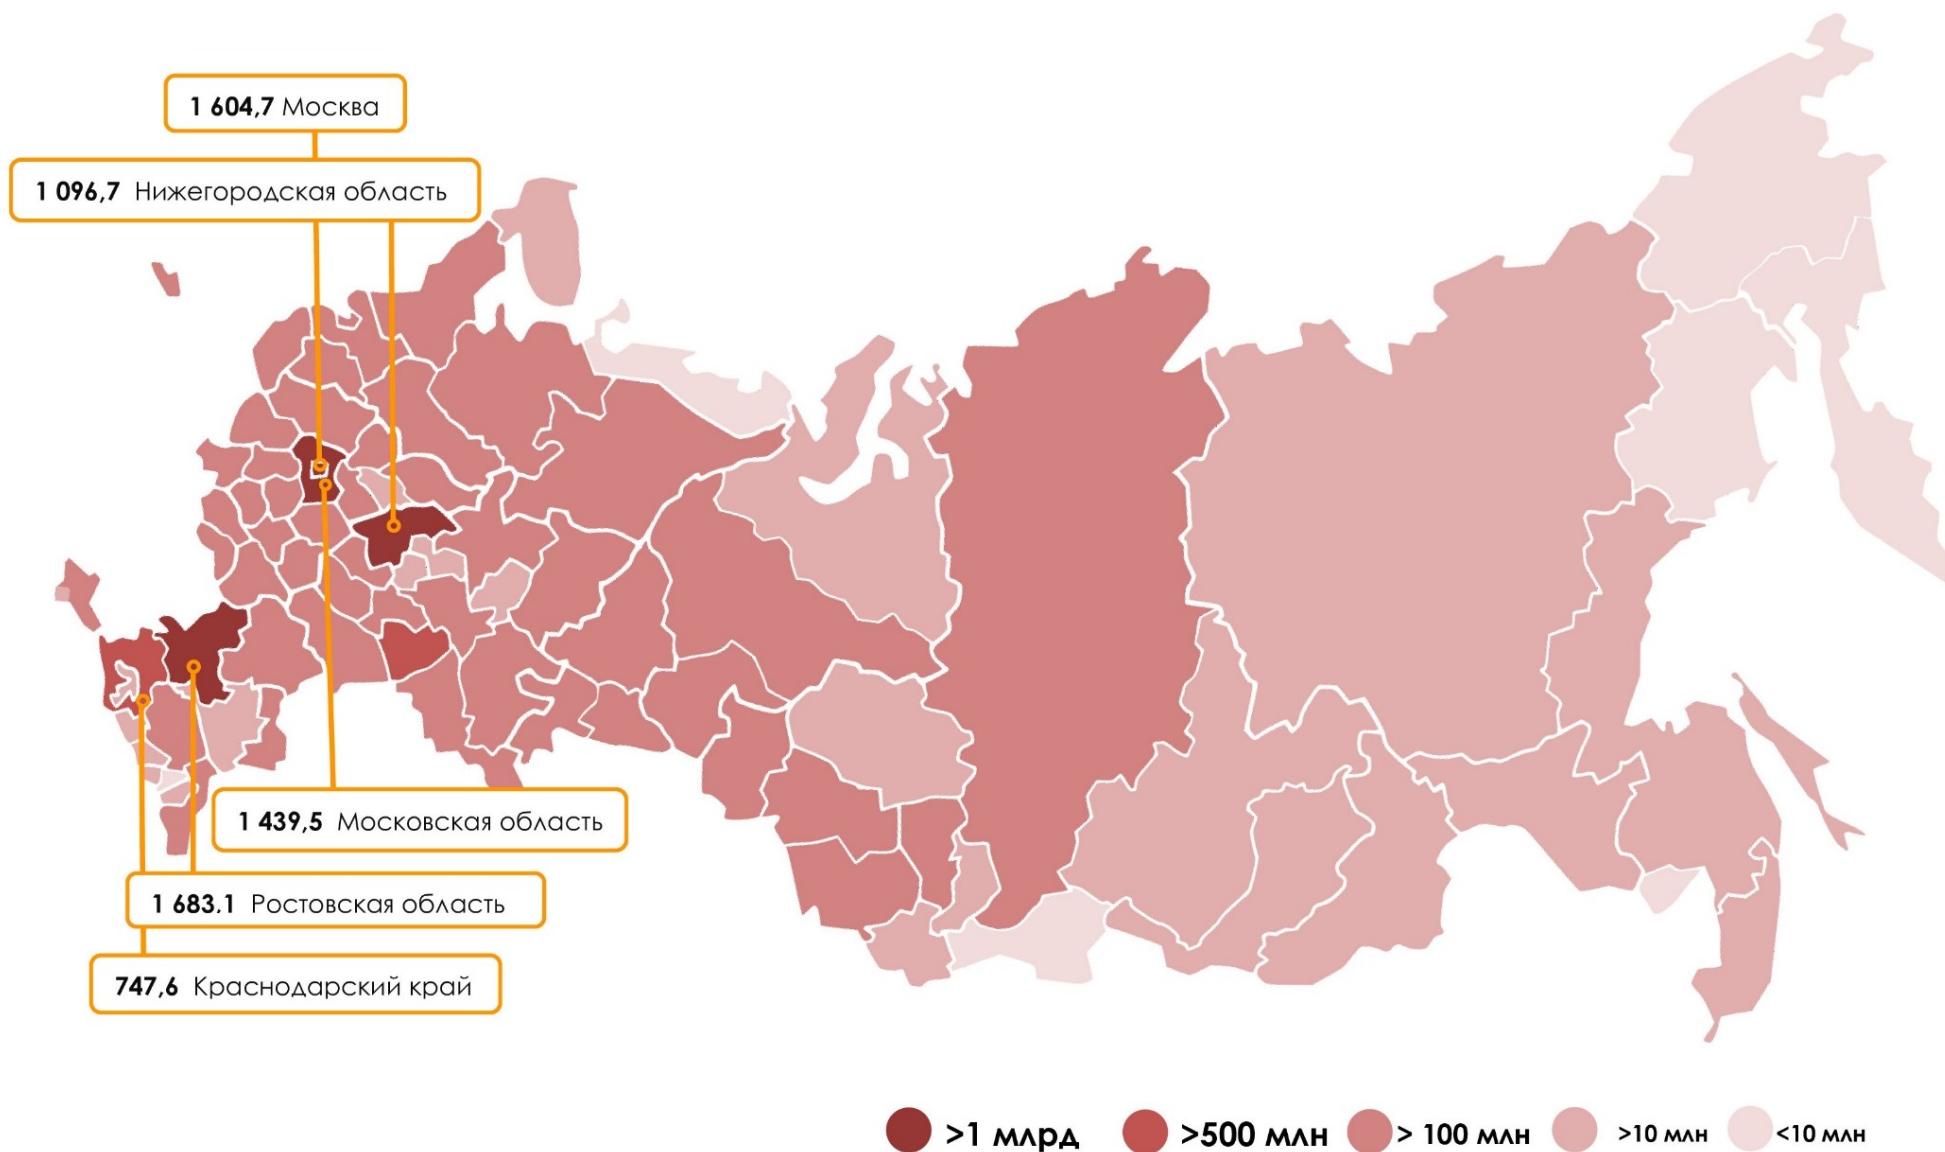 1 604,7 Москва
1 096,7 Нижегородская область
1 439,5 Московская область
1 683.1 Ростовская область
747,6 Краснодарский край
>1 млрд >500 млн > 100 млн >10 млн <10 млн